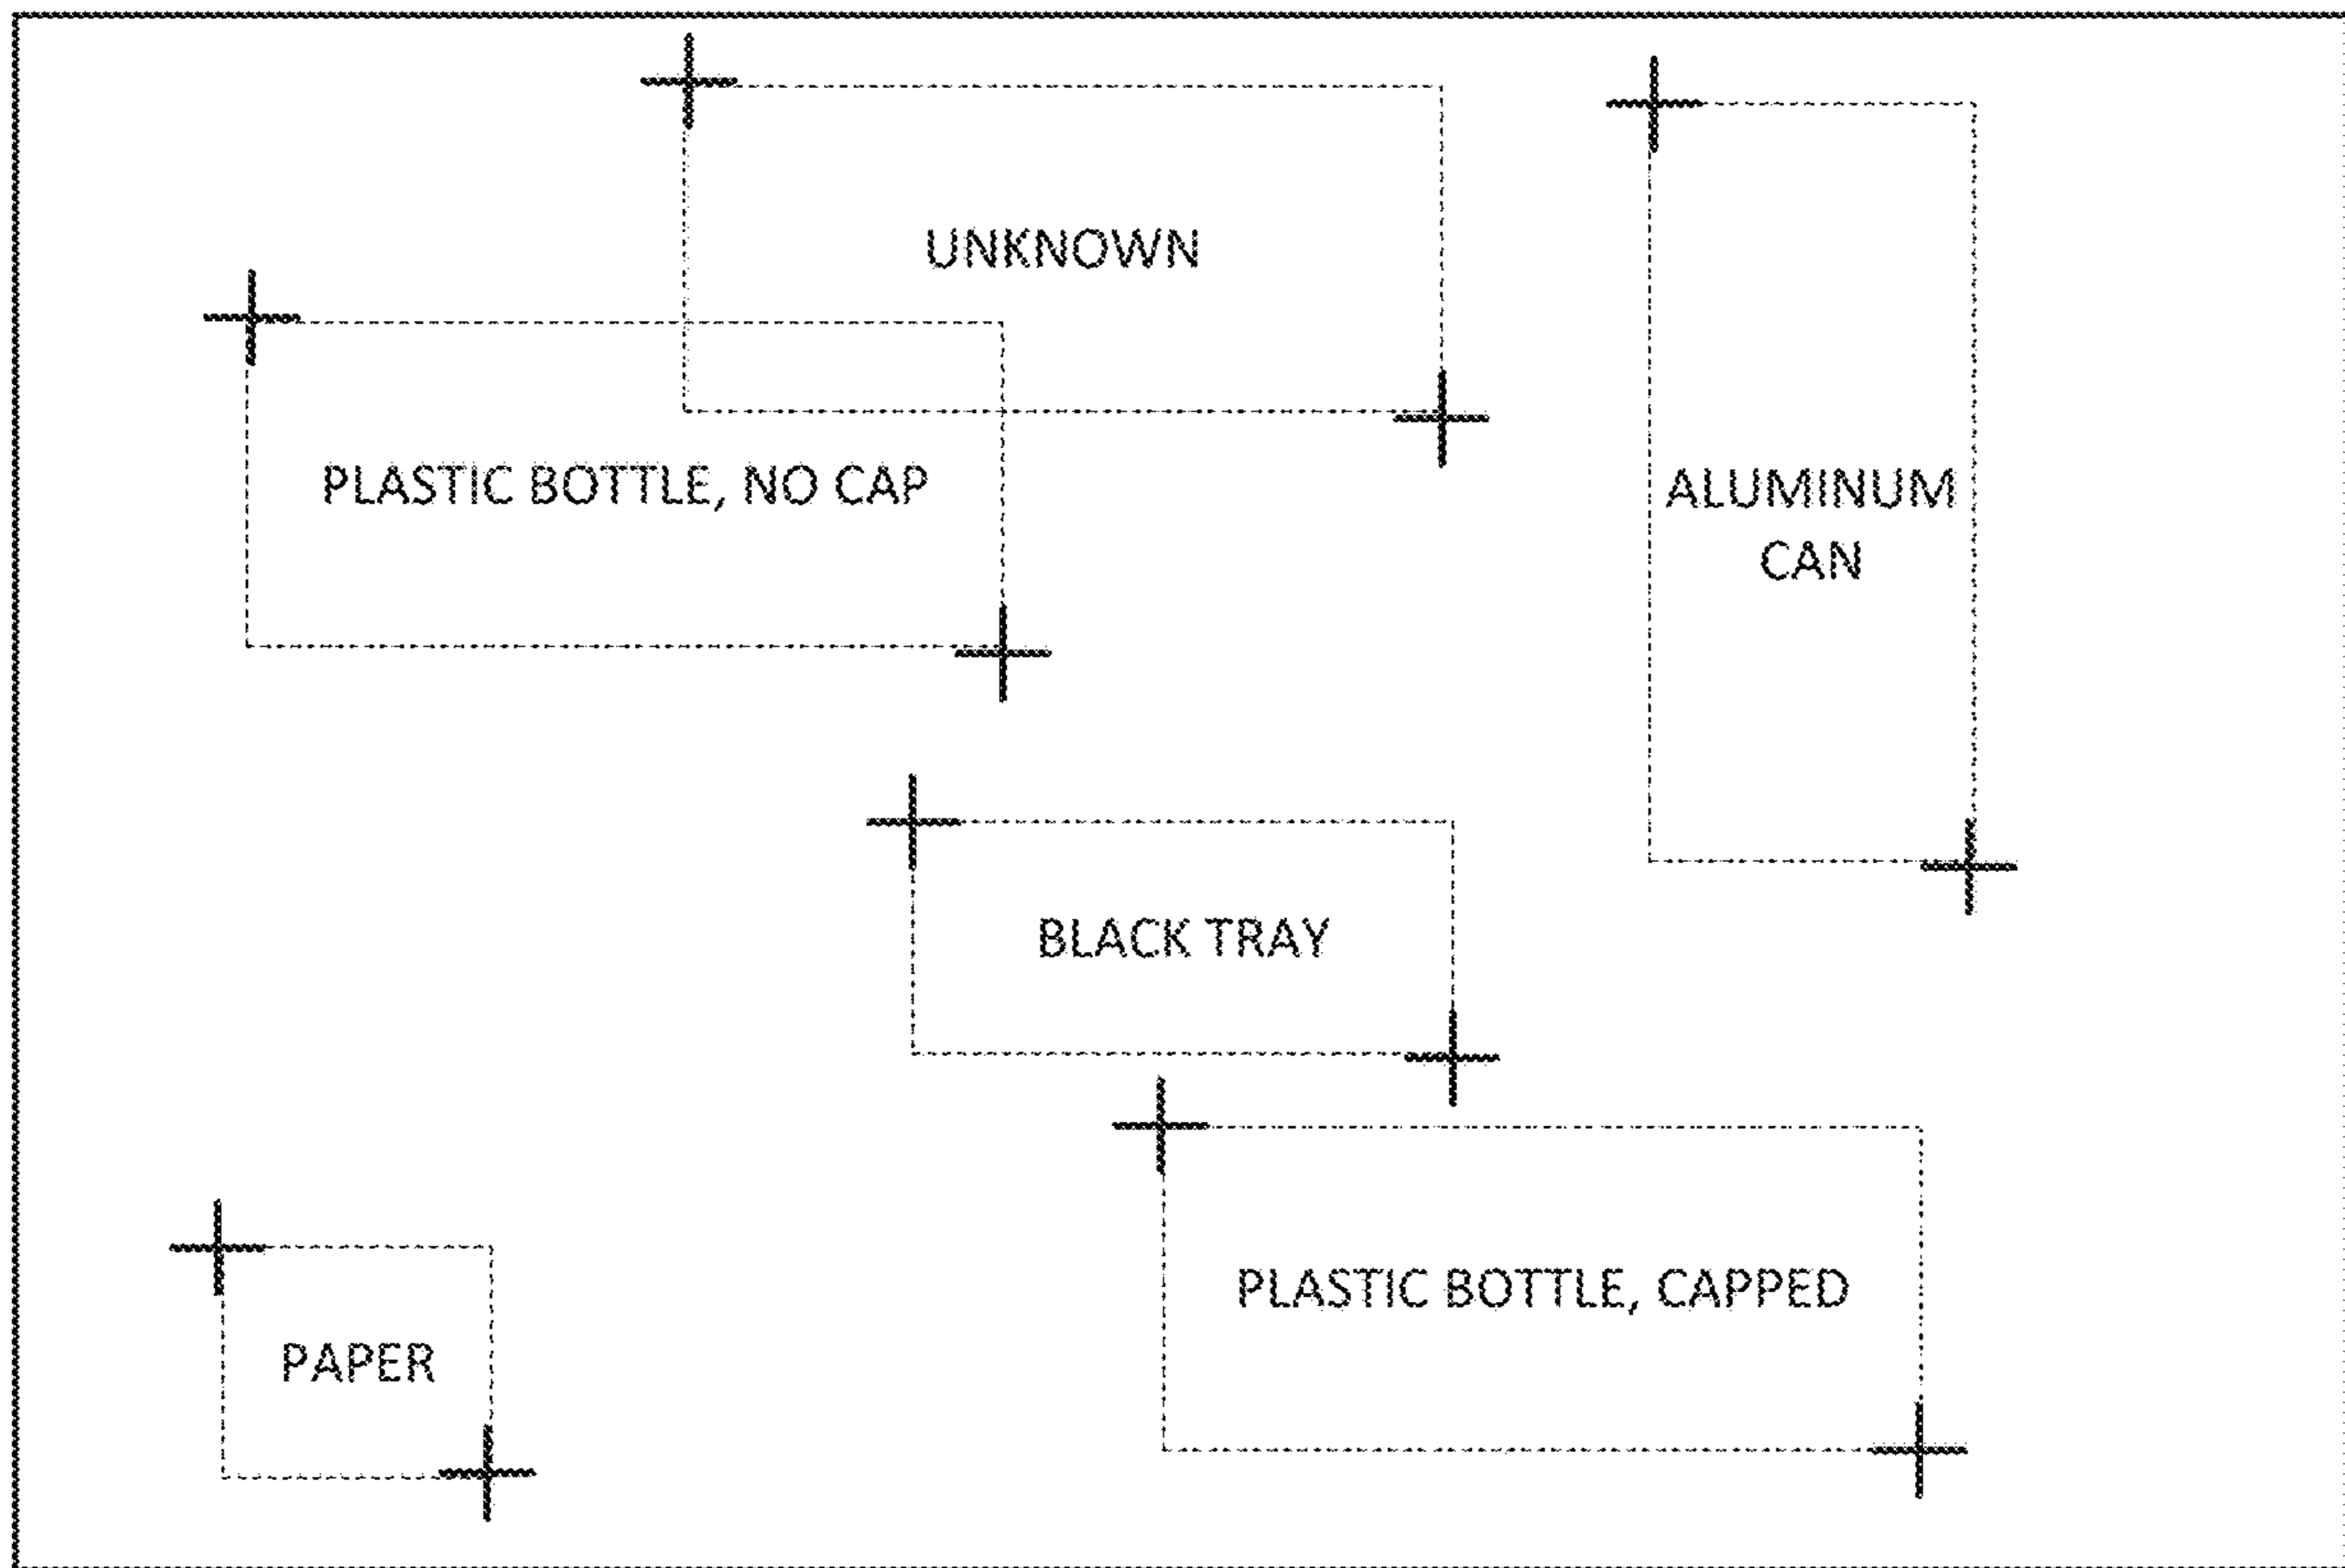 UNKNOWN
PLASTIC BOTTLE, NO CAP
ALUMINUM
CAN
BLACK TRAY
PLASTIC BOTTLE, CAPPED
PAPER